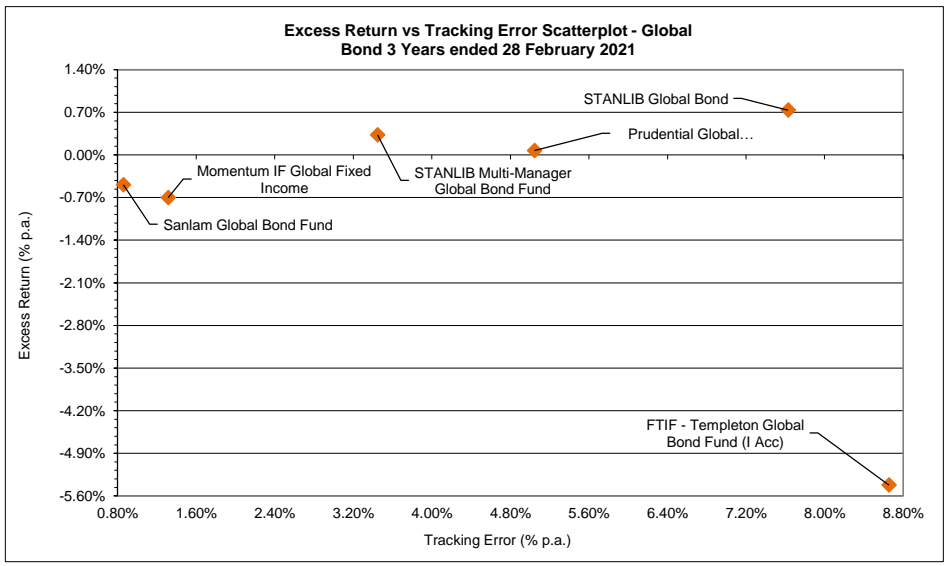 Excess Return vs Tracking Error Scatterplot - Global
Bond 3 Years ended 28 February 2021
1.40%
0.70%
0.00%
-0.70%
-1.40%
-2.10%
-2.80%
-3.50%
-4.20%
-4.90%
-5.60%
Excess Return (% p.a.)
STANLIB Global Bond
Prudential Global…
STANLIB Multi-Manager
Global Bond Fund
Momentum IF Global Fixed
Income
Sanlam Global Bond Fund
FTIF - Templeton Global
Bond Fund (I Acc)
0.80% 1.60% 2.40% 3.20% 4.00% 4.80% 5.60% 6.40% 7.20% 8.00% 8.80%
Tracking Error (% p.a.)